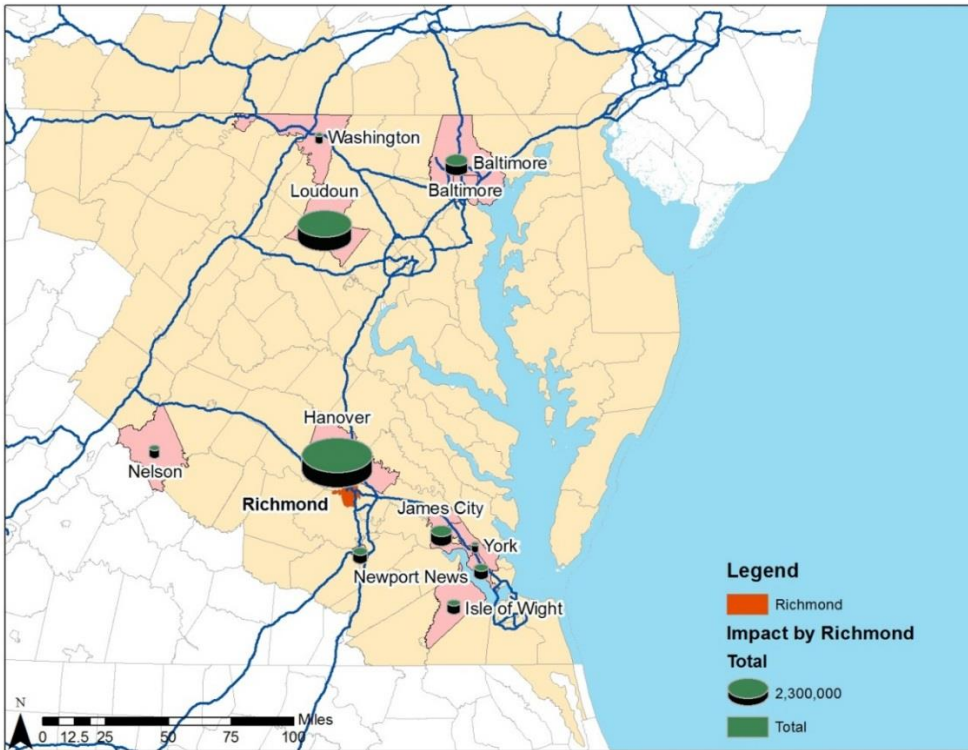 Washington
Baltimore
Baltimore
Loudoun
Hanover
Nelson
Richmond
James City
York
Newport News
Isle of Wight
Legend
Richmond
Impact by Richmond
Total
2,300,000
Total
N
Miles
0 12.5 25 50 75 100